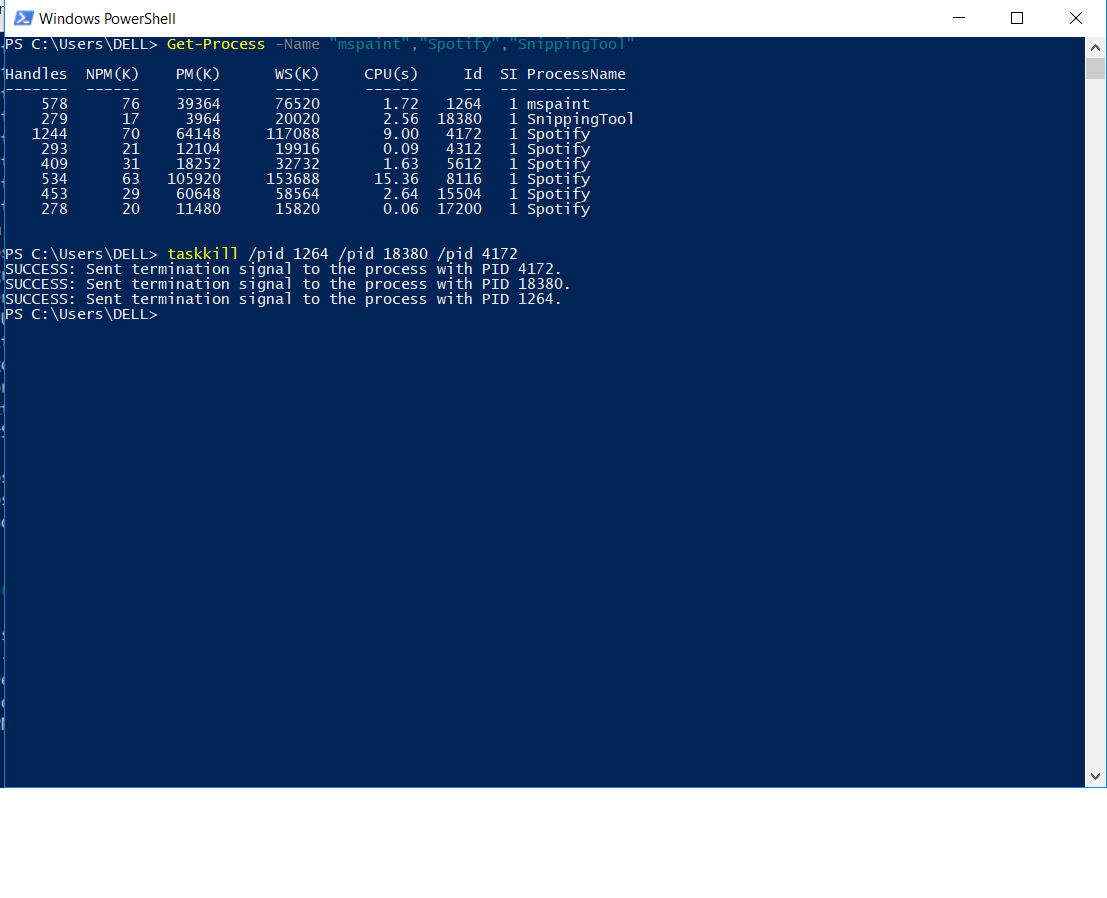 Windows PowerShell
PS C:\Users\DELL> Get-Process -Name "mspaint","Spotify","SnippingTool"
Handles  NPM(K)    PM(K)      WS(K)     CPU(s)     Id  SI ProcessName
-------  ------    -----      -----     ------     --  -- -----------
    578      76    39364      76520       1.72   1264   1 mspaint
    279      17     3964      20020       2.56  18380   1 SnippingTool
   1244      70    64148     117088       9.00   4172   1 Spotify
    293      21    12104      19916       0.09   4312   1 Spotify
    409      31    18252      32732       1.63   5612   1 Spotify
    534      63   105920     153688      15.36   8116   1 Spotify
    453      29    60648      58564       2.64  15504   1 Spotify
    278      20    11480      15820       0.06  17200   1 Spotify
PS C:\Users\DELL> taskkill /pid 1264 /pid 18380 /pid 4172
SUCCESS: Sent termination signal to the process with PID 4172.
SUCCESS: Sent termination signal to the process with PID 18380.
SUCCESS: Sent termination signal to the process with PID 1264.
PS C:\Users\DELL>